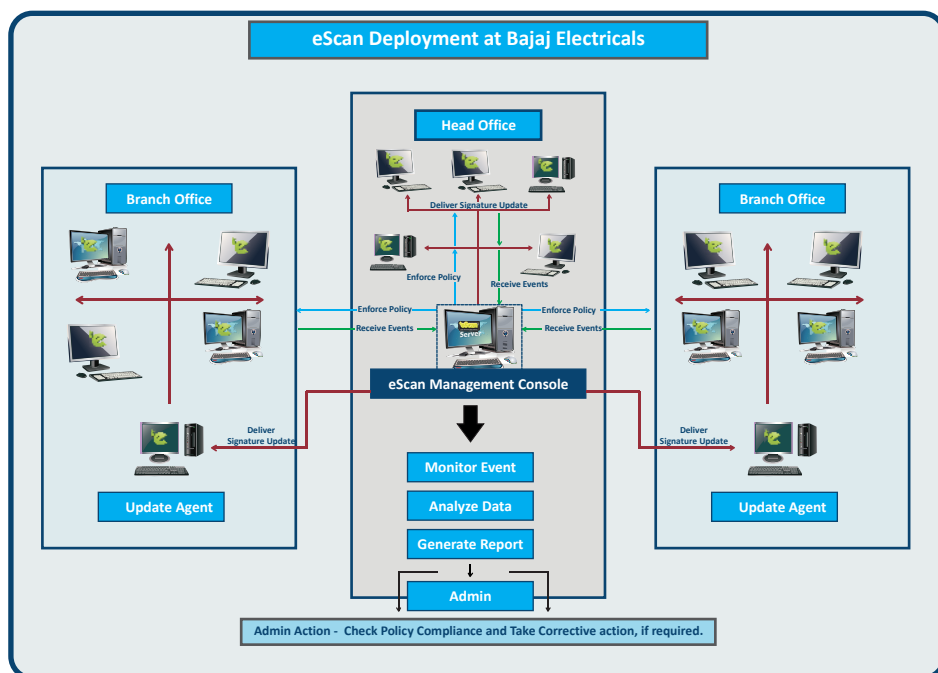 eScan Deployment at Bajaj Electricals
Head Office
Deliver Signature Update
Enforce Policy
Receive Events
Branch Office
Branch Office
Enforce Policy
Receive Events
Enforce Policy
Receive Events
Server
eScan Management Console
Deliver
Signature Update
Deliver
Signature Update
Update Agent
Update Agent
Monitor Event
Analyze Data
Generate Report
Admin
Admin Action - Check Policy Compliance and Take Corrective action, if required.